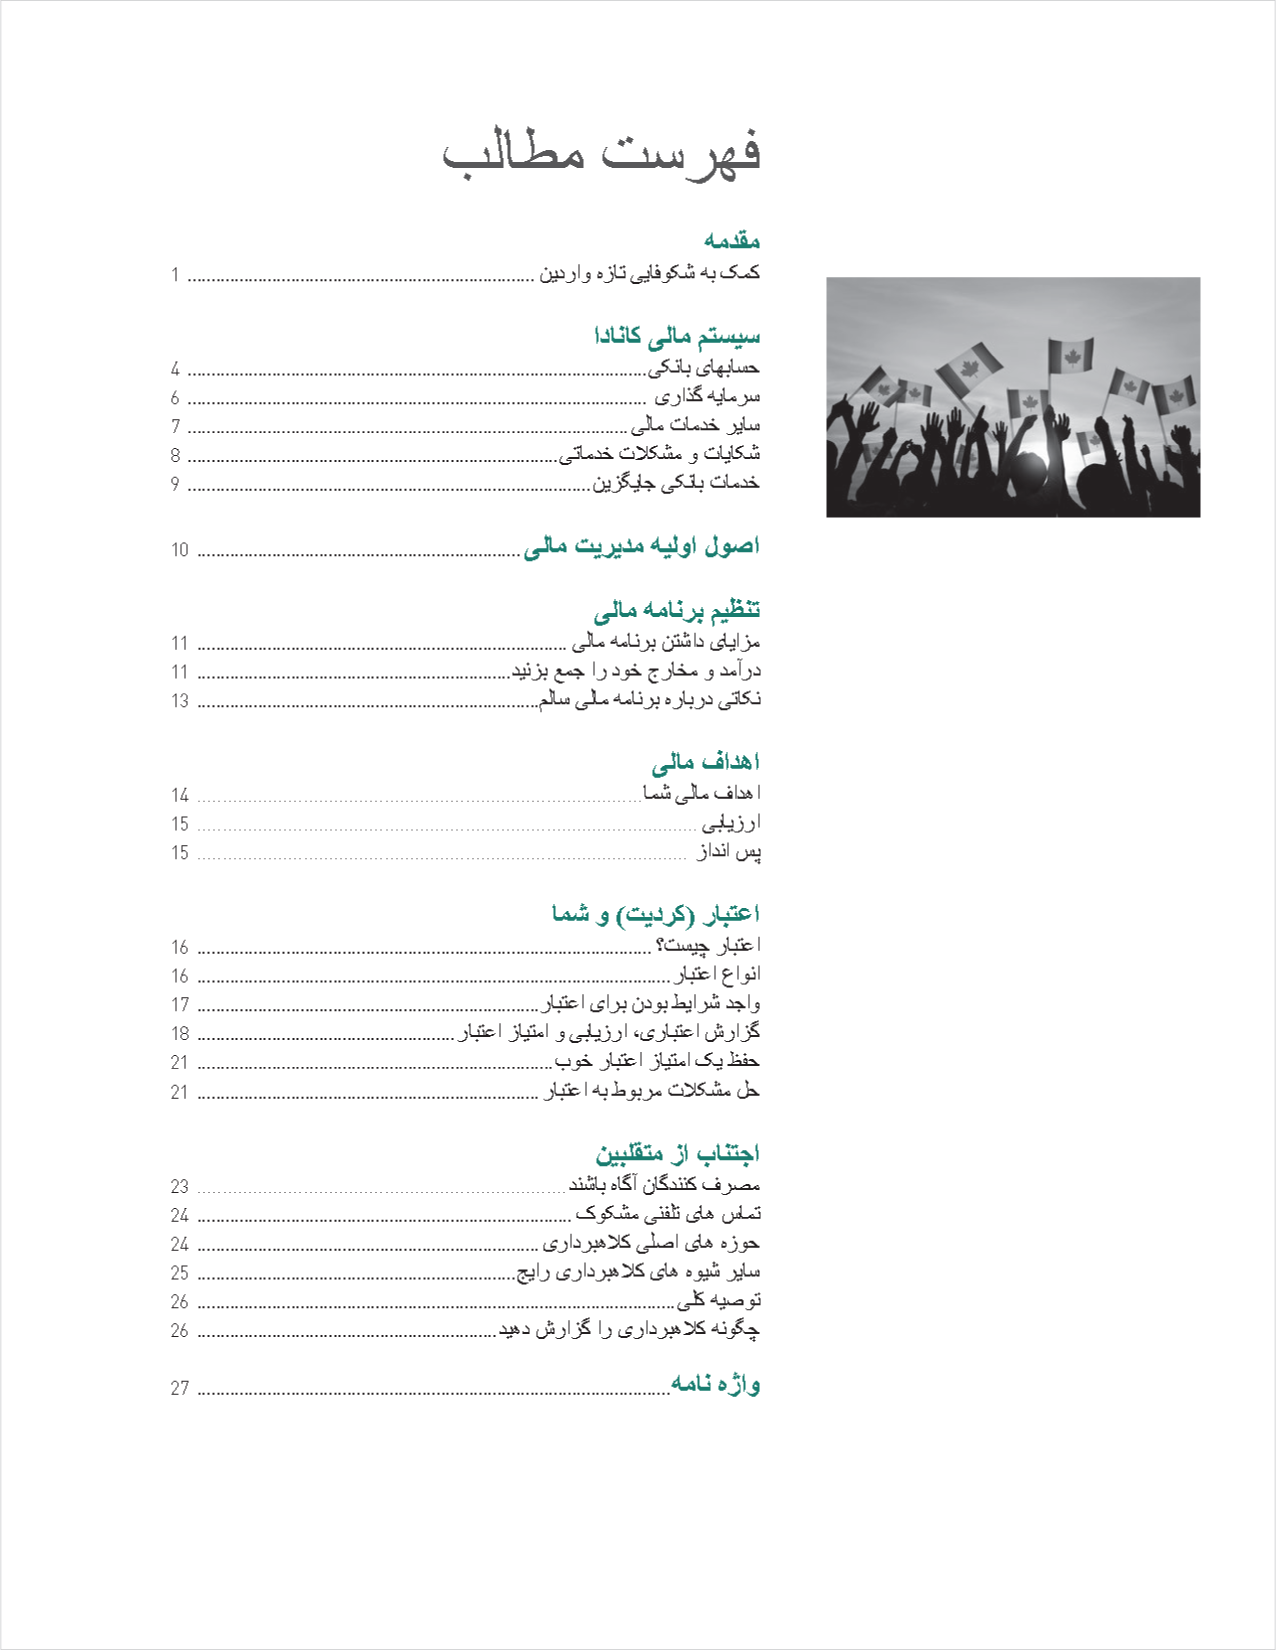 فهرست مطالب
مقدمه
کمک به شکوفایی تازه واردین ........................................................................ 1
سیستم مالی کانادا
حسابهای بانکی................................................................................................ 4
سرمایه گذاری ................................................................................................ 6
سایر خدمات مالی ............................................................................................ 7
شکایات و مشکلات خدماتی.............................................................................. 8
خدمات بانکی جایگزین..................................................................................... 9
اصول اولیه مدیریت مالی .................................................................... 10
تنظیم برنامه مالی
مزایای داشتن برنامه مالی .............................................................................. 11
درآمد و مخارج خود را جمع بزنید.................................................................. 11
نکاتی درباره برنامه مالی سالم........................................................................ 13
اهداف مالی
اهداف مالی شما.............................................................................................. 14
ارزیابی ......................................................................................................... 15
پس انداز ....................................................................................................... 15
اعتبار (کردیت) و شما
اعتبار چیست؟ ............................................................................................... 16
انواع اعتبار.................................................................................................... 16
واجد شرایط بودن برای اعتبار........................................................................ 17
گزارش اعتباری، ارزیابی و امتیاز اعتبار ...................................................... 18
حفظ یک امتیاز اعتبار خوب ........................................................................... 21
حل مشکلات مربوط به اعتبار ........................................................................ 21
اجتناب از متقلبین
مصرف کنندگان آگاه باشند.............................................................................. 23
تماس های تلفنی مشکوک ............................................................................... 24
حوزه های اصلی کلاهبرداری ........................................................................ 24
سایر شیوه های کلاهبرداری رایج................................................................... 25
توصیه کلی..................................................................................................... 26
چگونه کلاهبرداری را گزارش دهید............................................................... 26
واژه نامه..................................................................................................... 27